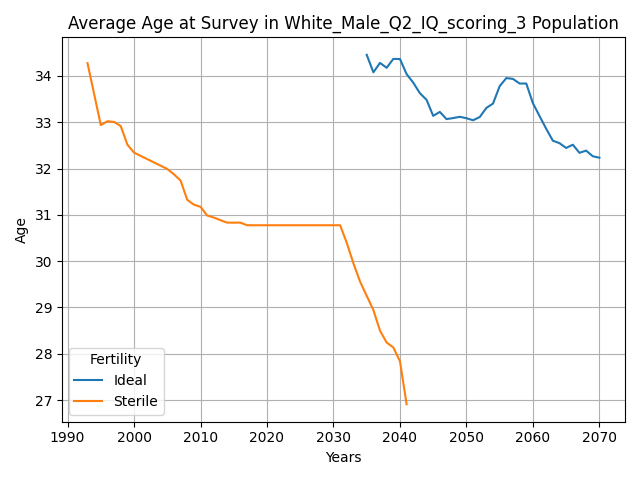 Average Age at Survey in White_Male_Q2_IQ_scoring_3 Population
34
33
32
31
30
29
28
27
Age
Fertility
Ideal
Sterile
1990 2000 2010 2020 2030 2040 2050 2060 2070
Years